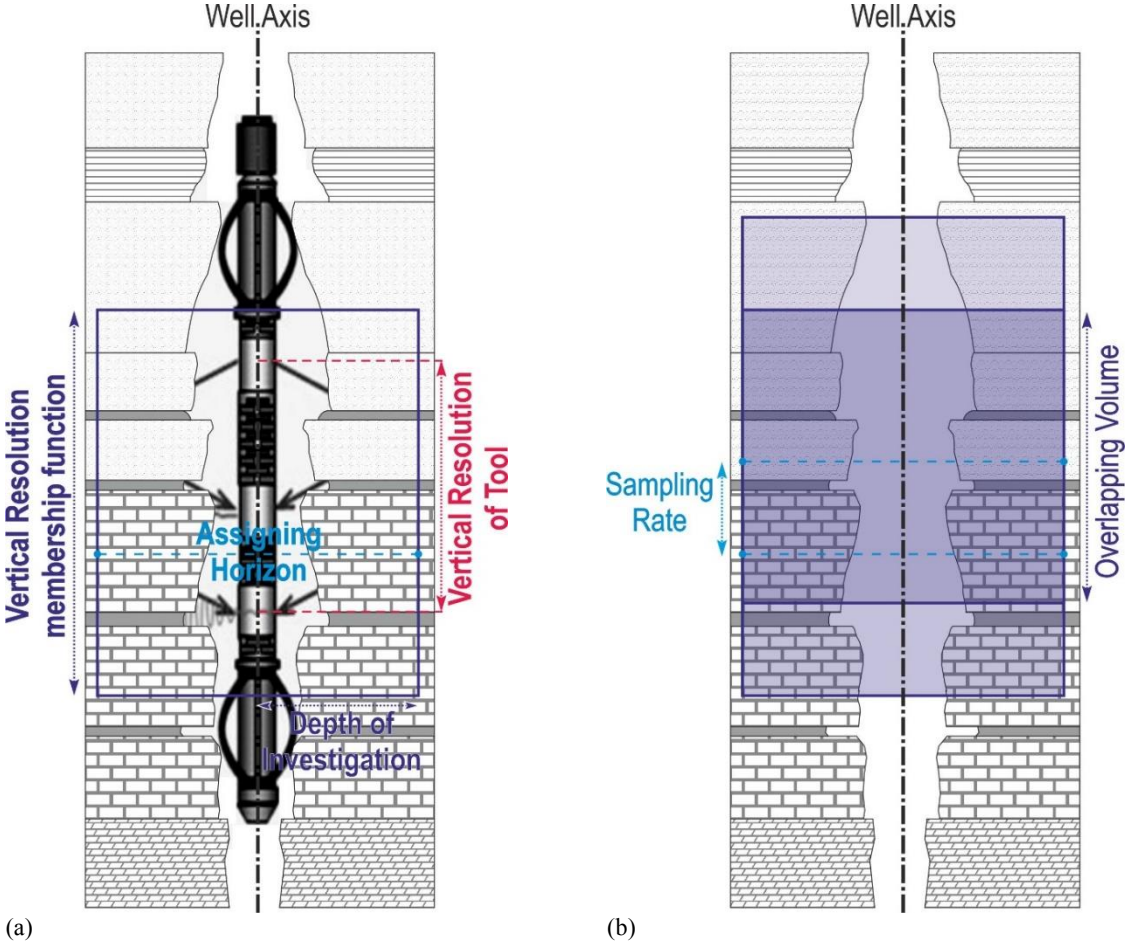 Well.Axis
Vertical Resolution
membership function
Vertical Resolution
of Tool
Assigning
Horizon
Depth of
Investigation
(a)
Well.Axis
Sampling
Rate
Overlapping Volume
(b)